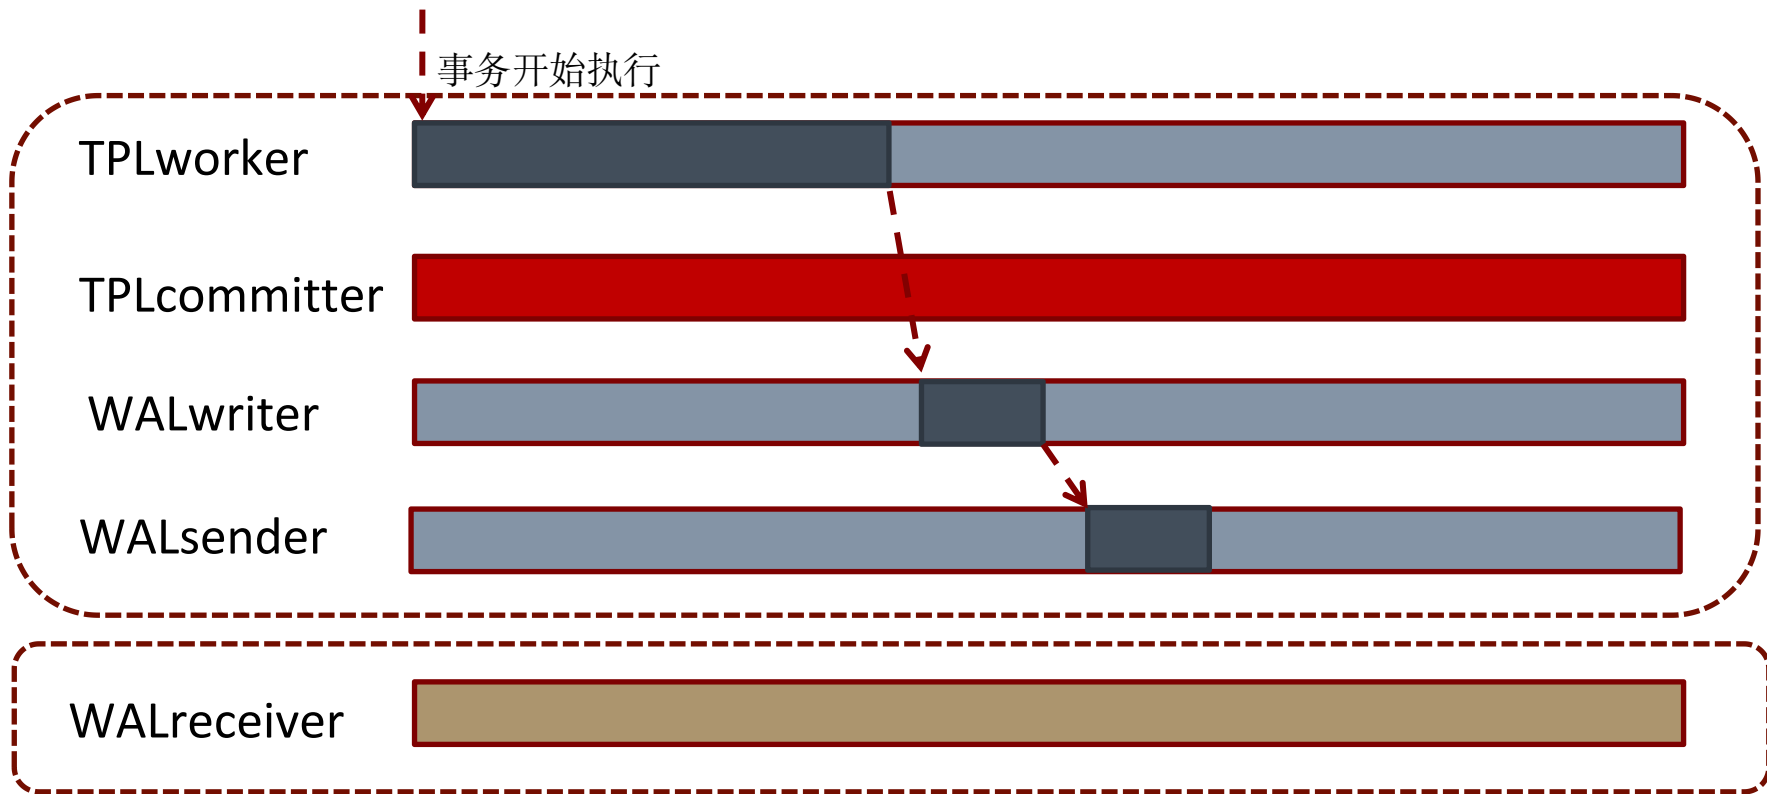 事务开始执行
TPLworker
TPLcommitter
WALwriter
WALsender
WALreceiver